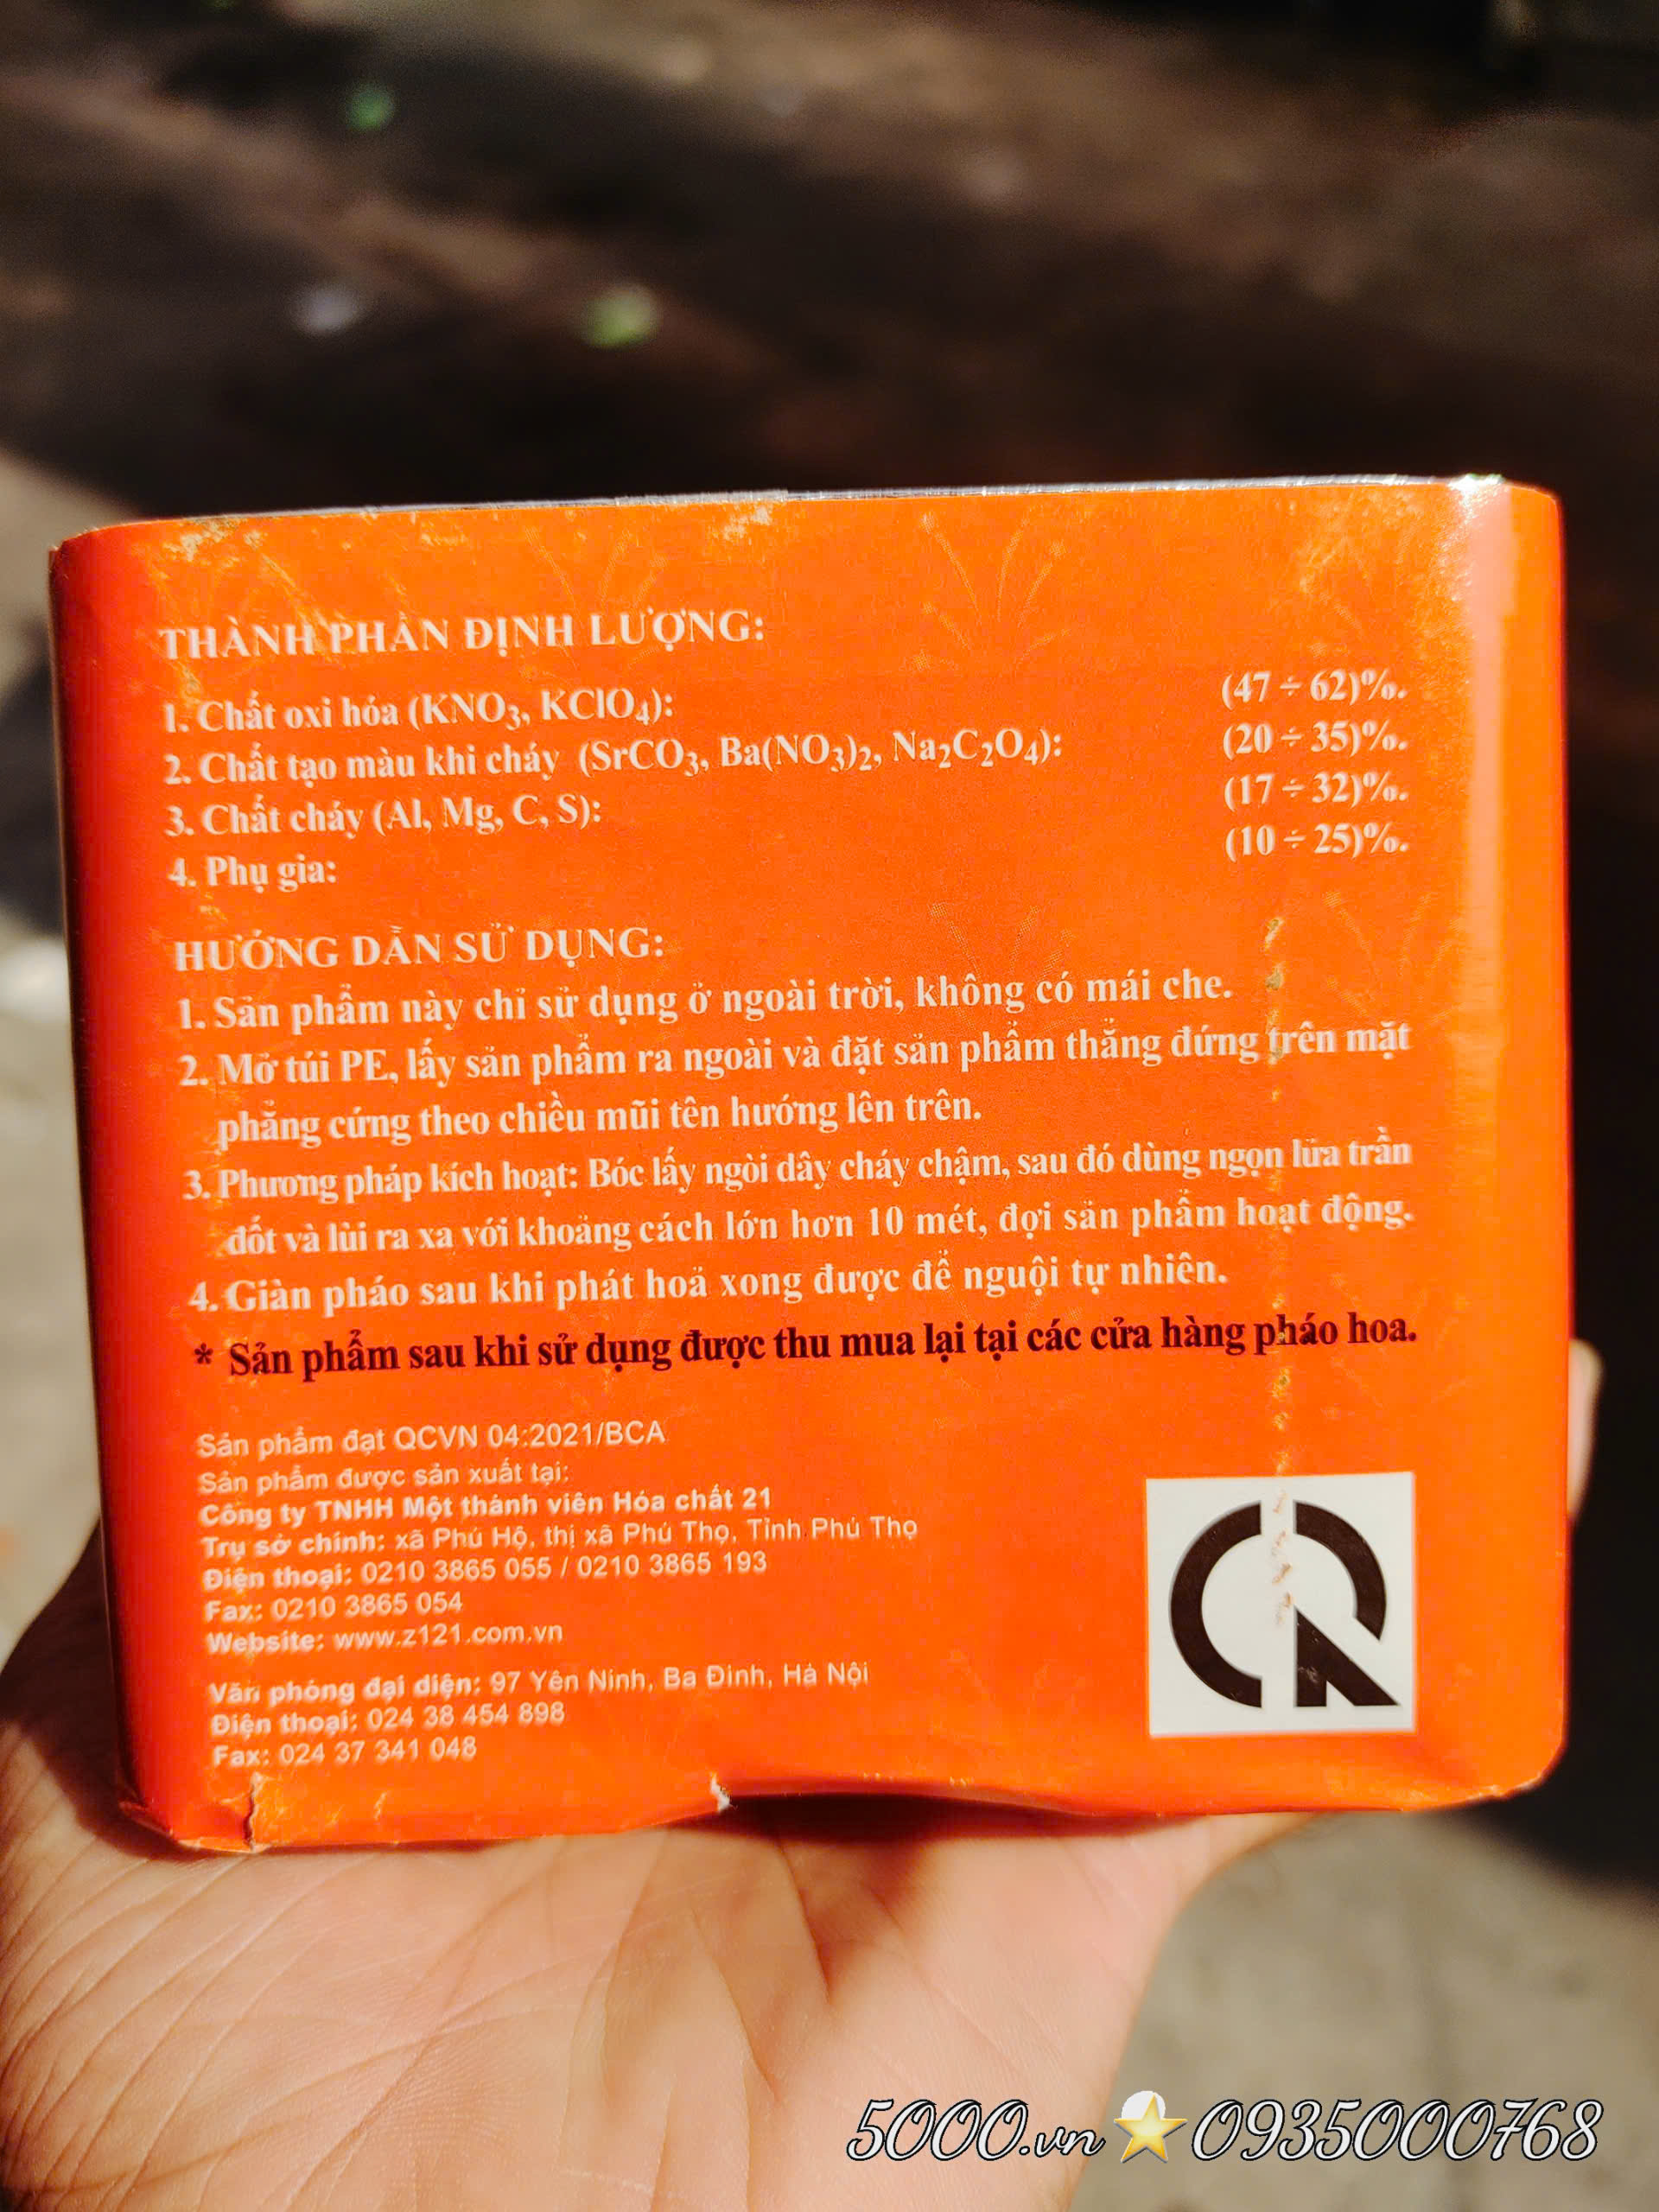 THÀNH PHẦN ĐỊNH LƯỢNG:
1. Chất oxi hóa (KNO₃, KClO₄): (47 ÷ 62)%.
2. Chất tạo màu khi cháy (SrCO₃, Ba(NO₃)₂, Na₂C₂O₄): (20 ÷ 35)%.
3. Chất cháy (Al, Mg, C, S): (17 ÷ 32)%.
4. Phụ gia: (10 ÷ 25)%.
HƯỚNG DẪN SỬ DỤNG:
1. Sản phẩm này chỉ sử dụng ở ngoài trời, không có mái che.
2. Mở túi PE, lấy sản phẩm ra ngoài và đặt sản phẩm thẳng đứng trên mặt
phẳng cứng theo chiều mũi tên hướng lên trên.
3. Phương pháp kích hoạt: Bóc lấy ngòi dây cháy chậm, sau đó dùng ngọn lửa trần
đốt và lùi ra xa với khoảng cách lớn hơn 10 mét, đợi sản phẩm hoạt động.
4. Giàn pháo sau khi phát hoả xong được để nguội tự nhiên.
* Sản phẩm sau khi sử dụng được thu mua lại tại các cửa hàng pháo hoa.
Sản phẩm đạt QCVN 04:2021/BCA
Sản phẩm được sản xuất tại:
Công ty TNHH Một thành viên Hóa chất 21
Trụ sở chính: xã Phú Hộ, thị xã Phú Thọ, Tỉnh Phú Thọ
Điện thoại: 0210 3865 055 / 0210 3865 193
Fax: 0210 3865 054
Website: www.z121.com.vn
Văn phòng đại diện: 97 Yên Ninh, Ba Đình, Hà Nội
Điện thoại: 024 38 454 898
Fax: 024 37 341 048
5000.vn⭐0935000768